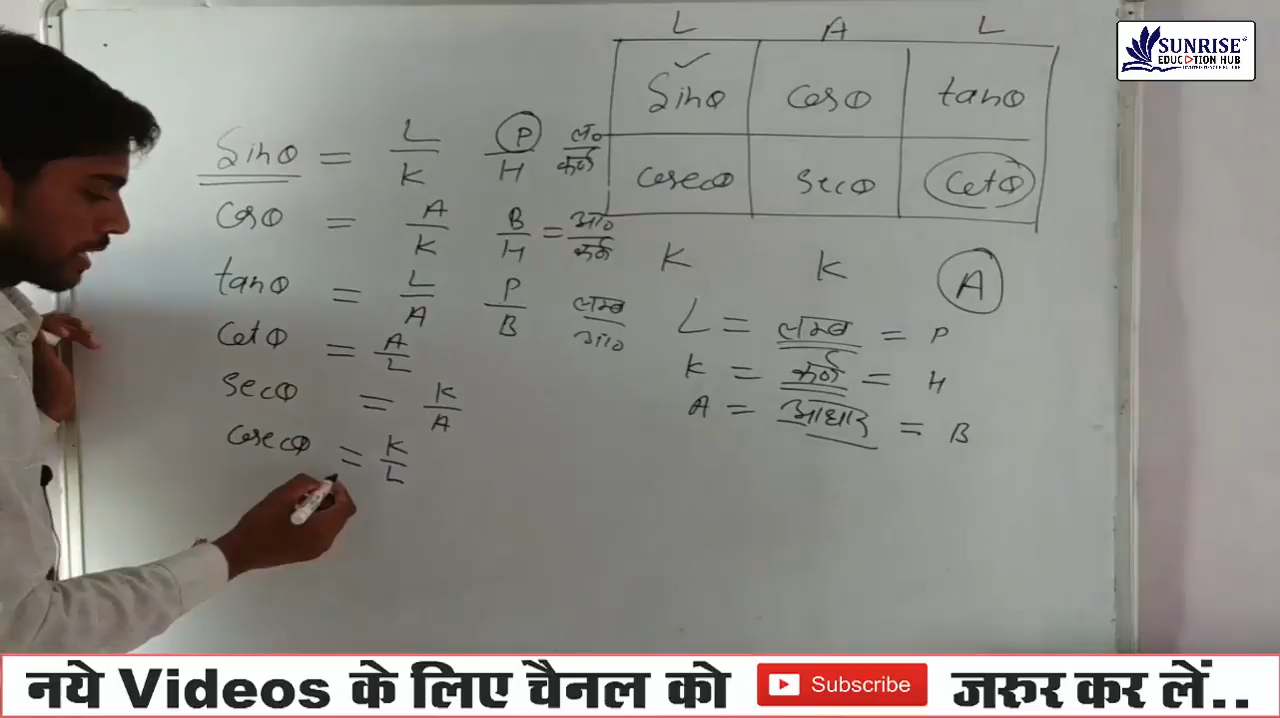 L A L
Sinθ cosθ tanθ
cosecθ secθ cotθ
K K A
SUNRISE
EDUCATION HUB
Sinθ = L/K P/H ल०/कर्ण
cosθ = A/K B/H = आ०/कर्ण
tanθ = L/A P/B लम्ब/आ०
cotθ = A/L
secθ = K/A
cosecθ = K/L
L = लम्ब = P
K = कर्ण = H
A = आधार = B
नये Videos के लिए चैनल को Subscribe जरुर कर लें..